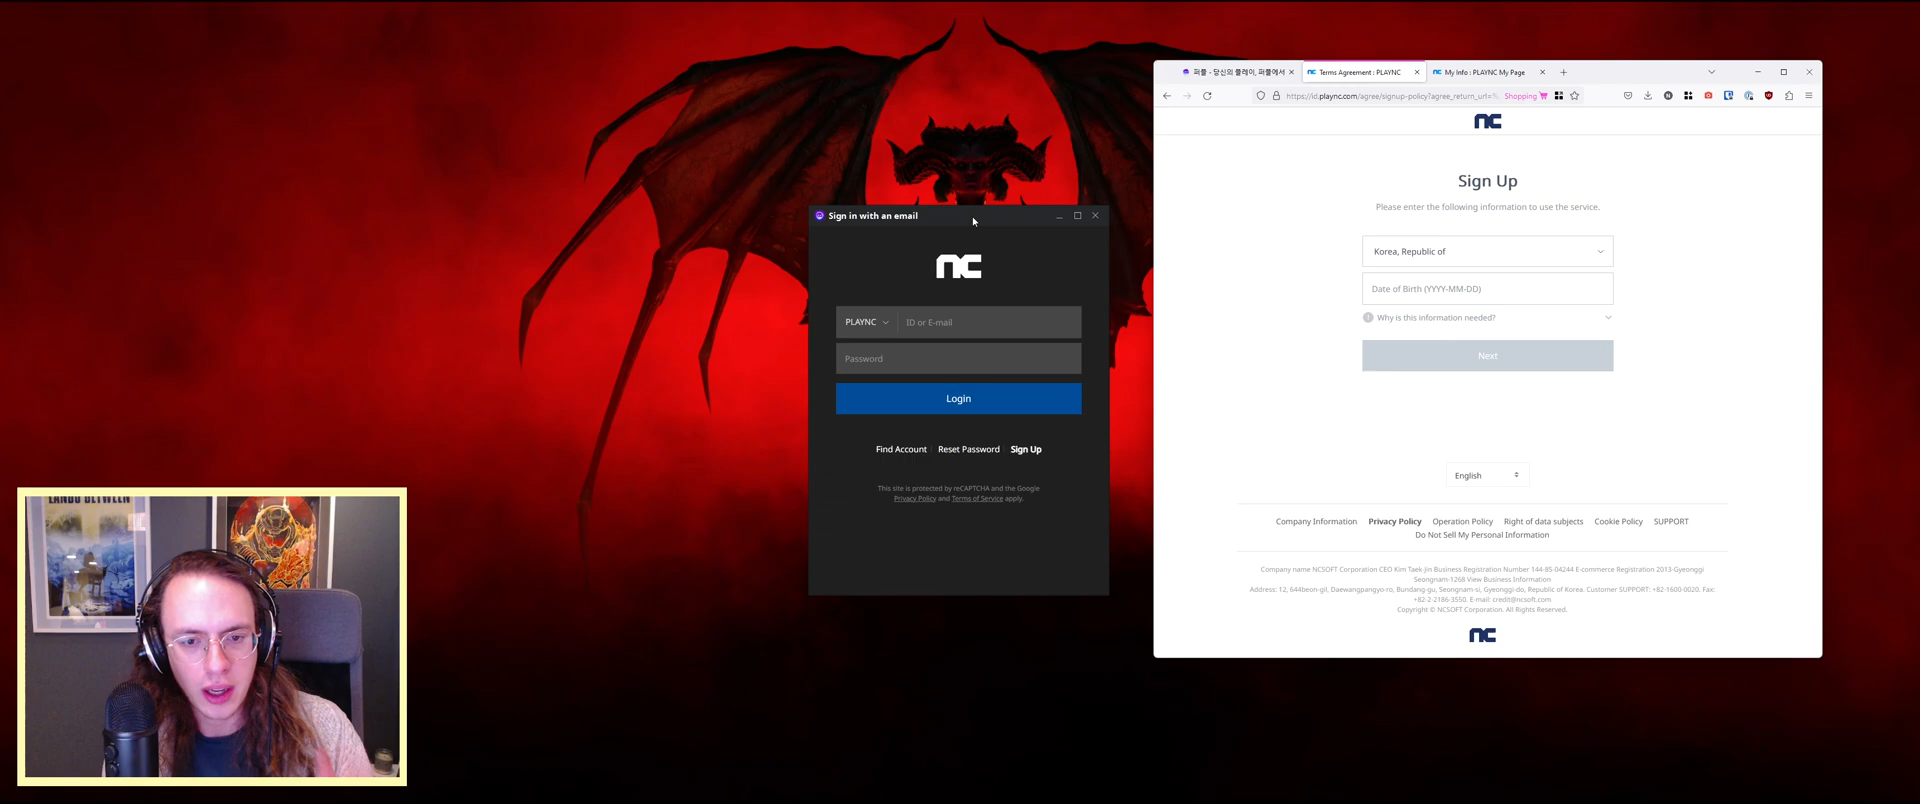 LANDS BETWEEN
Sign in with an email
nc
PLAYNC
ID or E-mail
Password
Login
Find Account
Reset Password
Sign Up
This site is protected by reCAPTCHA and the Google
Privacy Policy and Terms of Service apply.
퍼플 - 당신의 플레이, 퍼플에서
Terms Agreement : PLAYNC
My Info : PLAYNC My Page
https://id.plaync.com/agree/signup-policy?agree_return_url=%
Shopping
nc
Sign Up
Please enter the following information to use the service.
Korea, Republic of
Date of Birth (YYYY-MM-DD)
Why is this information needed?
Next
English
Company Information
Privacy Policy
Operation Policy
Right of data subjects
Cookie Policy
SUPPORT
Do Not Sell My Personal Information
Company name NCSOFT Corporation CEO Kim Taek-Jin Business Registration Number 144-85-04244 E-commerce Registration 2013-Gyeonggi
Seongnam-1268 View Business Information
Address: 12, 644beon-gil, Daewangpangyo-ro, Bundang-gu, Seongnam-si, Gyeonggi-do, Republic of Korea. Customer SUPPORT: +82-1600-0020. Fax:
+82-2-2186-3550. E-mail: credit@ncsoft.com
Copyright © NCSOFT Corporation. All Rights Reserved.
nc